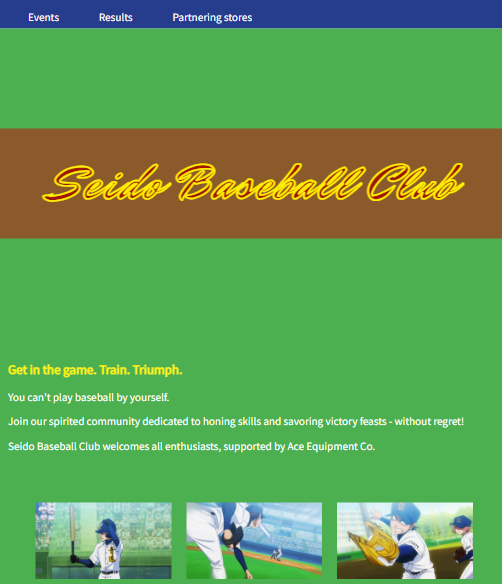 Events Results Partnering stores
Seido Baseball Club
Get in the game. Train. Triumph.
You can't play baseball by yourself.
Join our spirited community dedicated to honing skills and savoring victory feasts - without regret!
Seido Baseball Club welcomes all enthusiasts, supported by Ace Equipment Co.